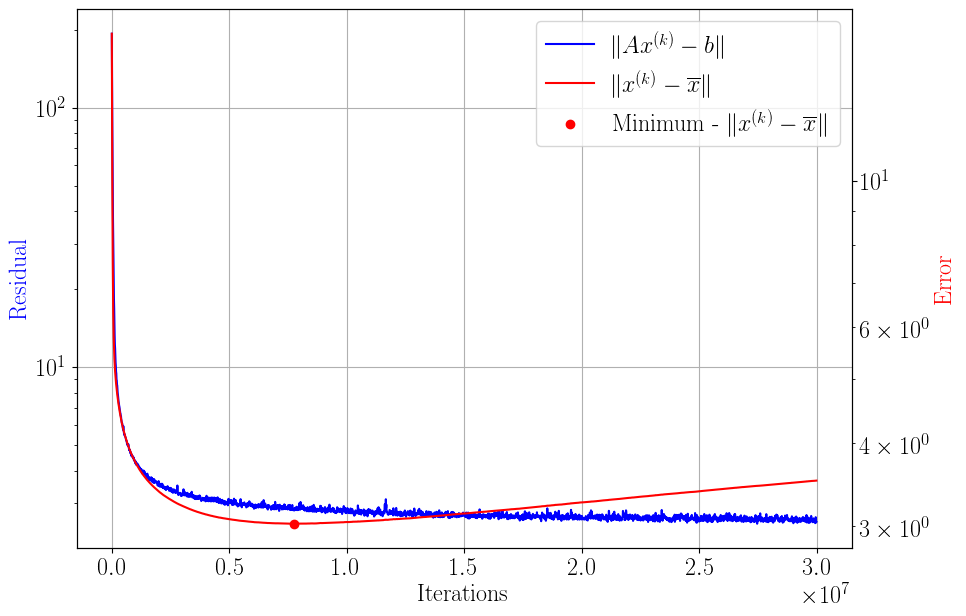 ‖Ax^{(k)} − b‖
‖x^{(k)} − x̅‖
Minimum - ‖x^{(k)} − x̅‖
10^2
10^1
Residual
10^1
6 × 10^0
4 × 10^0
3 × 10^0
Error
0.0 0.5 1.0 1.5 2.0 2.5 3.0
Iterations
×10^7